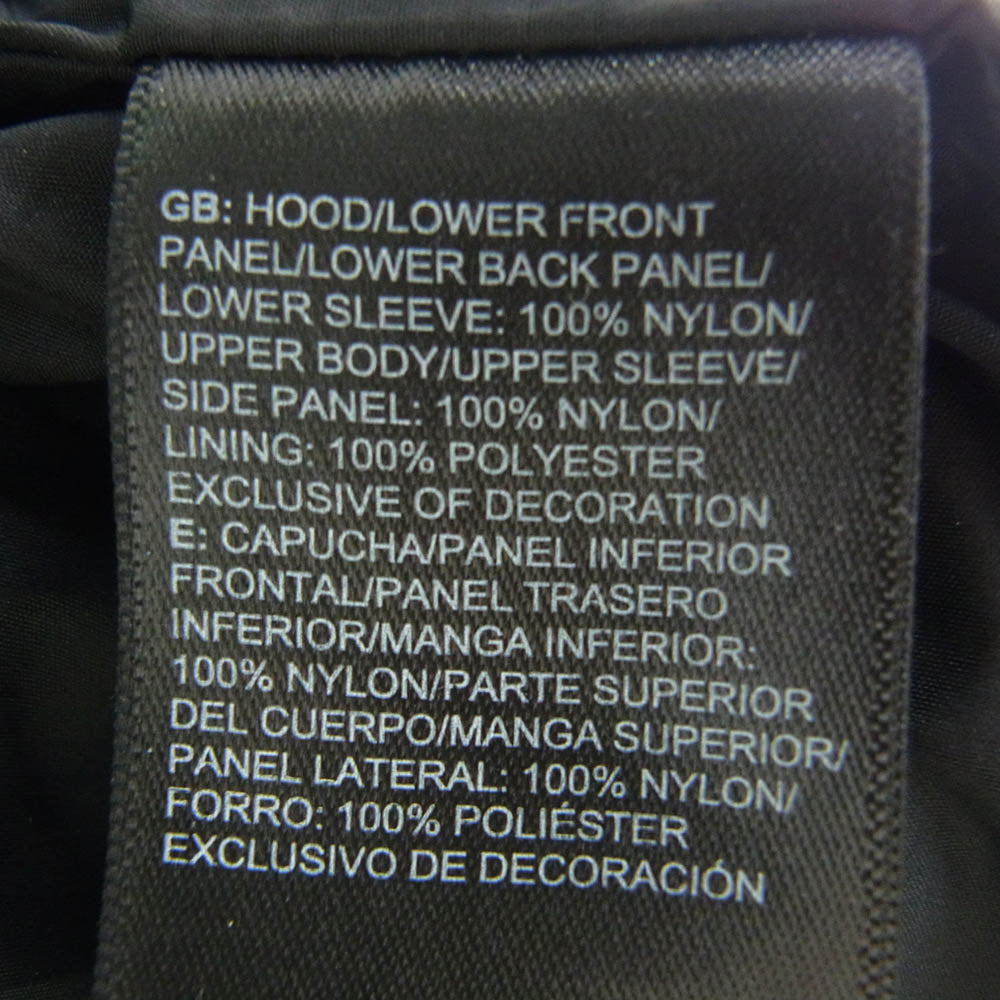 GB: HOOD/LOWER FRONT
PANEL/LOWER BACK PANEL/
LOWER SLEEVE: 100% NYLON/
UPPER BODY/UPPER SLEEVE/
SIDE PANEL: 100% NYLON/
LINING: 100% POLYESTER
EXCLUSIVE OF DECORATION
E: CAPUCHA/PANEL INFERIOR
FRONTAL/PANEL TRASERO
INFERIOR/MANGA INFERIOR:
100% NYLON/PARTE SUPERIOR
DEL CUERPO/MANGA SUPERIOR/
PANEL LATERAL: 100% NYLON/
FORRO: 100% POLIÉSTER
EXCLUSIVO DE DECORACIÓN